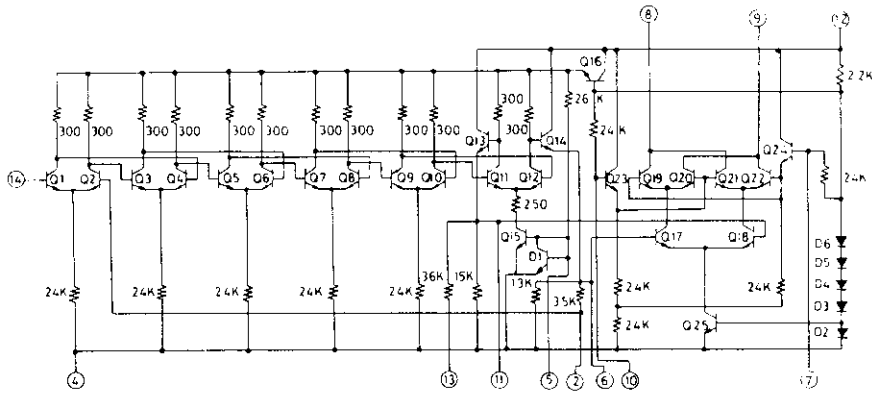 8 9 12
Q16
2.2K
26K
300 300 300 300 300 300 300 300 300 300 300 300
Q13 Q14
24K
Q24
14
Q1 Q2 Q3 Q4 Q5 Q6 Q7 Q8 Q9 Q10 Q11 Q12 Q23 Q19 Q20 Q21 Q22
24K
250
Q15
Q17 Q18
D1
D6
D5
D4
D3
D2
24K 24K 24K 24K 24K 36K 15K 13K 35K 24K 24K
24K
Q25
4 13 11 5 2 6 10 7